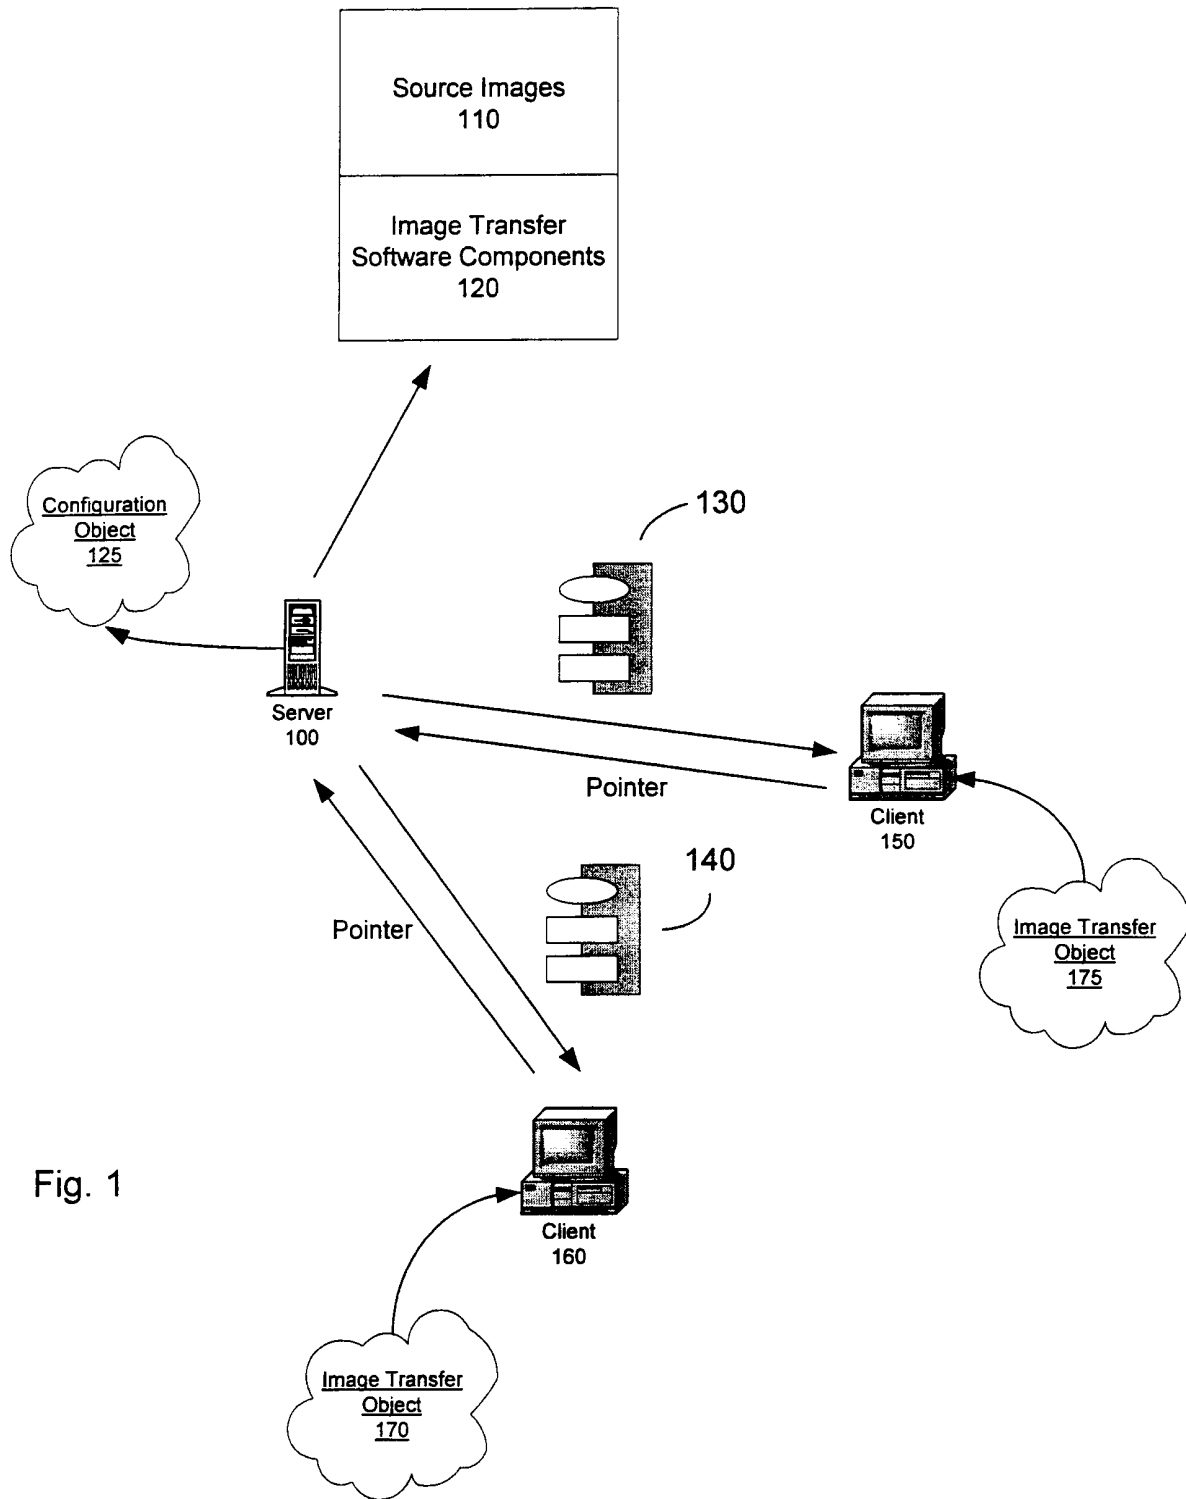 Source Images
110
Image Transfer
Software Components
120
Configuration
Object
125
130
Server
100
Pointer
Client
150
140
Pointer
Image Transfer
Object
175
Fig. 1
Client
160
Image Transfer
Object
170